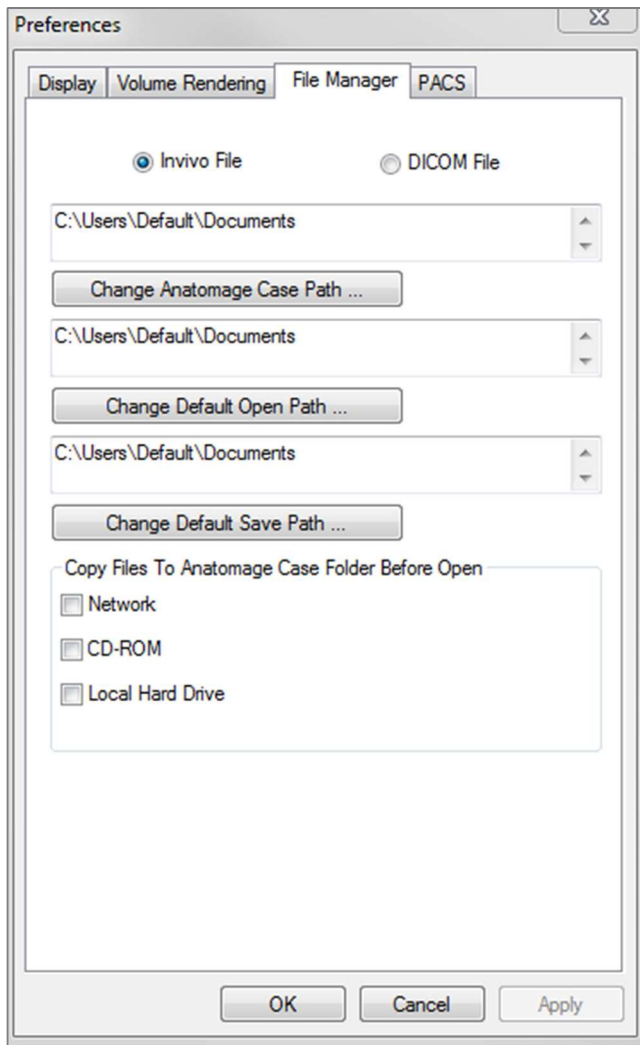 Preferences
Display Volume Rendering File Manager PACS
Invivo File DICOM File
C:\Users\Default\Documents
Change Anatomage Case Path ...
C:\Users\Default\Documents
Change Default Open Path ...
C:\Users\Default\Documents
Change Default Save Path ...
Copy Files To Anatomage Case Folder Before Open
Network
CD-ROM
Local Hard Drive
OK Cancel Apply